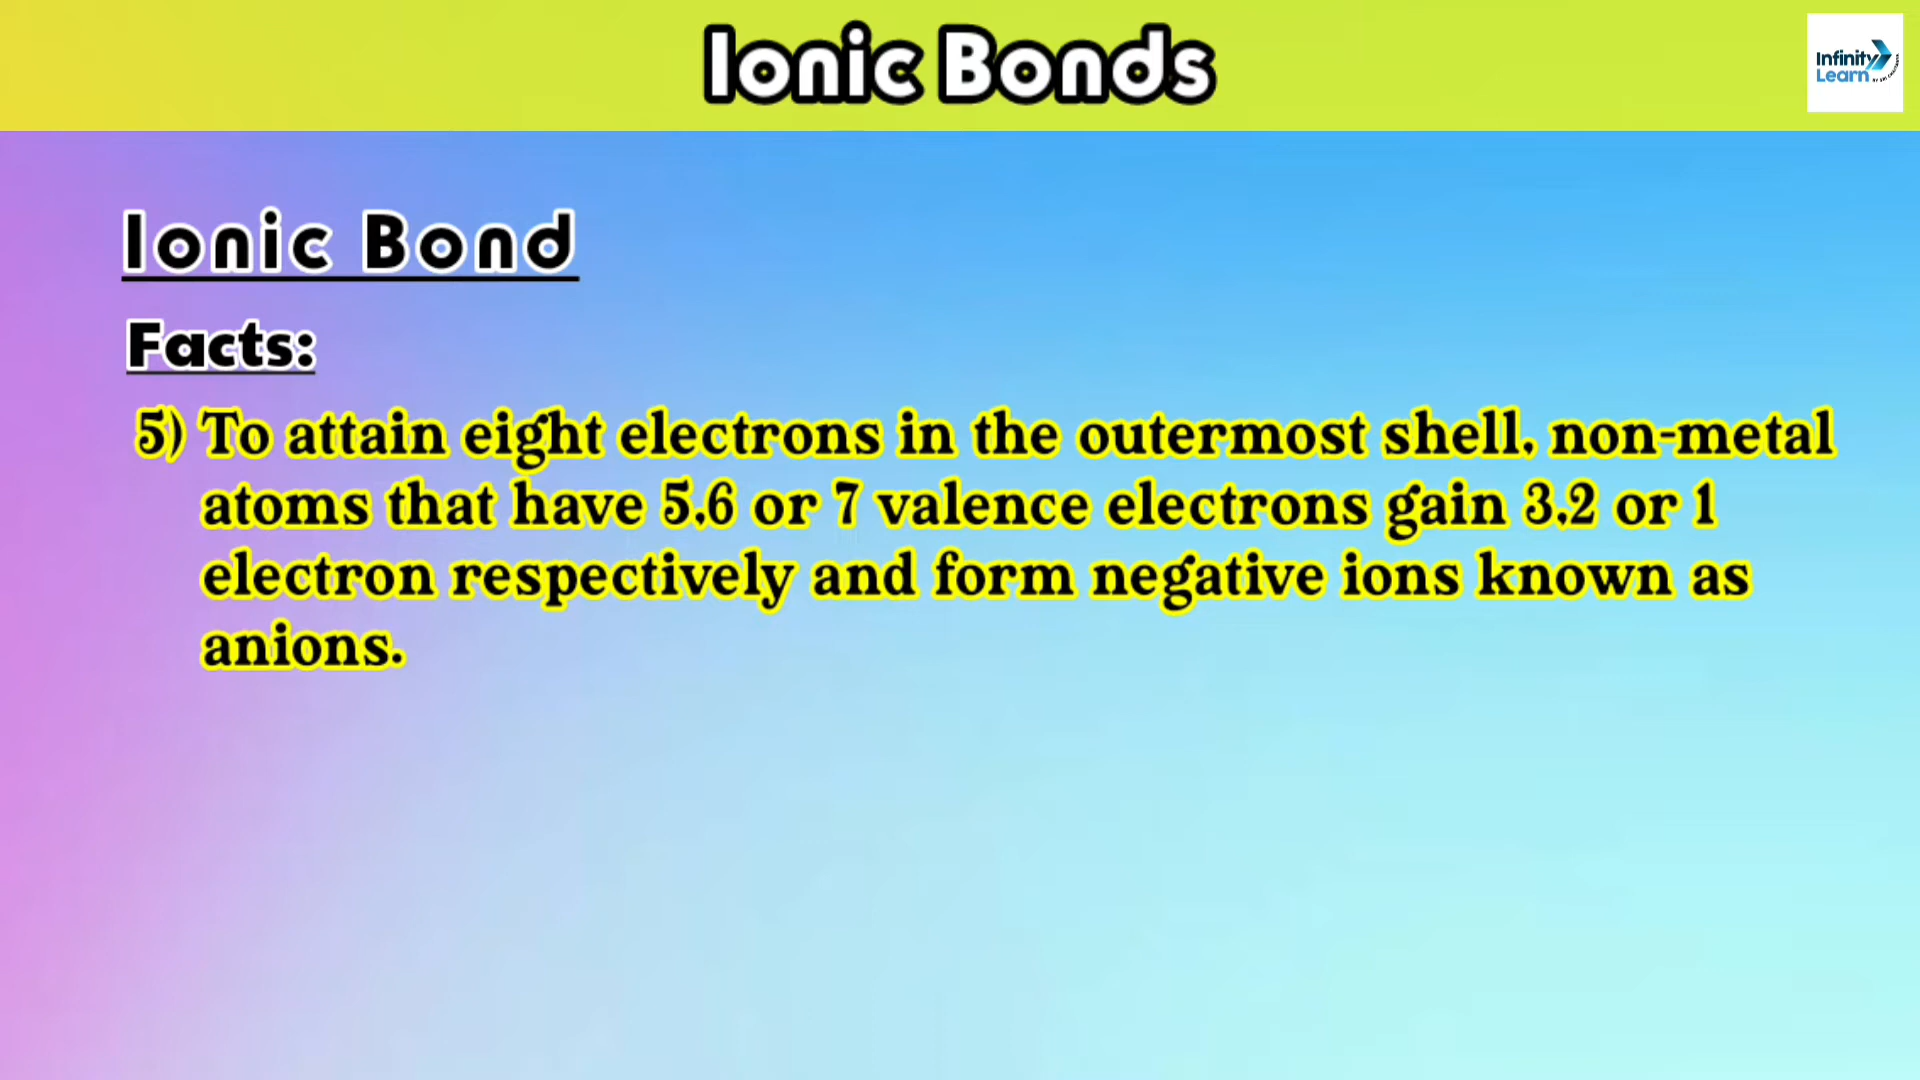 Ionic Bonds
Infinity
Learn
Ionic Bond
Facts:
5) To attain eight electrons in the outermost shell, non-metal
atoms that have 5,6 or 7 valence electrons gain 3,2 or 1
electron respectively and form negative ions known as
anions.